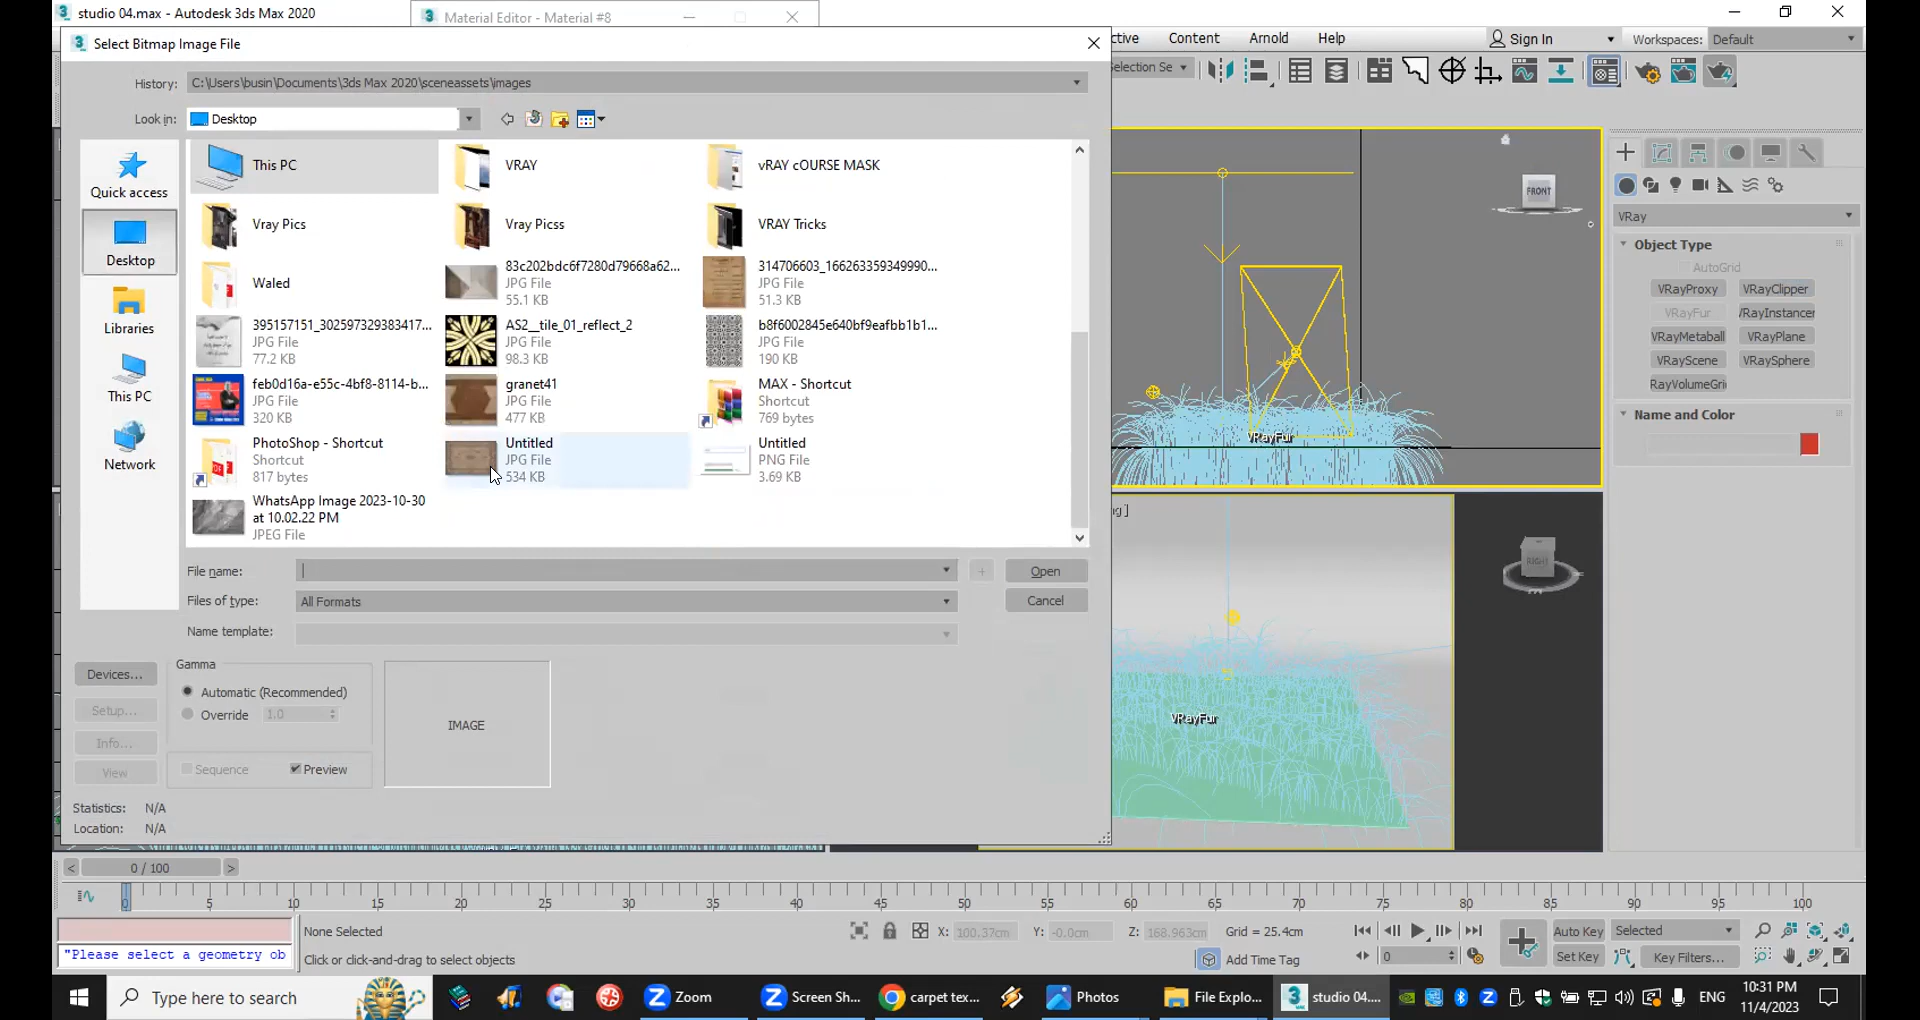 studio 04.max - Autodesk 3ds Max 2020
Material Editor - Material #8
Select Bitmap Image File
ctive
Content
Arnold
Help
Sign In
Workspaces:
Default
History:
C:\Users\busin\Documents\3ds Max 2020\sceneassets\images
election Se
Look in:
Desktop
Quick access
Desktop
Libraries
This PC
Network
This PC
VRAY
vRAY cOURSE MASK
Vray Pics
Vray Picss
VRAY Tricks
Waled
83c202bdc6f7280d79668a62...
JPG File
55.1 KB
314706603_166263359349990...
JPG File
51.3 KB
395157151_302597329383417...
JPG File
77.2 KB
AS2__tile_01_reflect_2
JPG File
98.3 KB
b8f6002845e640bf9eafbb1b1...
JPG File
190 KB
feb0d16a-e55c-4bf8-8114-b...
JPG File
320 KB
granet41
JPG File
477 KB
MAX - Shortcut
Shortcut
769 bytes
PhotoShop - Shortcut
Shortcut
817 bytes
Untitled
JPG File
534 KB
Untitled
PNG File
3.69 KB
WhatsApp Image 2023-10-30
at 10.02.22 PM
JPEG File
File name:
Open
Files of type:
All Formats
Cancel
Name template:
Devices...
Setup...
Info...
View
Gamma
Automatic (Recommended)
Override
1.0
Sequence
Preview
IMAGE
Statistics:
N/A
Location:
N/A
FRONT
VRayFur
ng ]
RIGHT
VRayFur
VRay
Object Type
AutoGrid
VRayProxy
VRayClipper
VRayFur
/RayInstancer
VRayMetaball
VRayPlane
VRayScene
VRaySphere
RayVolumeGri
Name and Color
<
0 / 100
>
0
5
10
15
20
25
30
35
40
45
50
55
60
65
70
75
80
85
90
95
100
None Selected
X:
100.37cm
Y:
-0.0cm
Z:
168.963cm
Grid = 25.4cm
Auto Key
Selected
"Please select a geometry ob
Click or click-and-drag to select objects
Add Time Tag
0
Set Key
Key Filters...
Type here to search
Zoom
Screen Sh...
carpet tex...
Photos
File Explo...
studio 04....
ENG
10:31 PM
11/4/2023